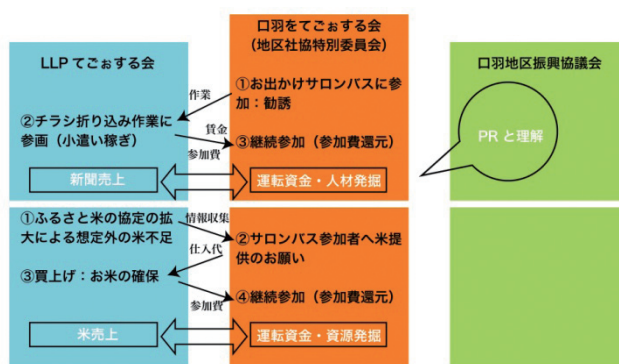 LLP てごぉする会
口羽をてごぉする会
(地区社協特別委員会)
口羽地区振興協議会
作業
①お出かけサロンバスに参
加：勧誘
②チラシ折り込み作業に
参画（小遣い稼ぎ）
賃金
参加費
③継続参加（参加費還元）
PR と理解
新聞売上
運転資金・人材発掘
①ふるさと米の協定の拡
大による想定外の米不足
情報収集
②サロンバス参加者へ米提
供のお願い
仕入代
③買上げ：お米の確保
参加費
④継続参加（参加費還元）
米売上
運転資金・資源発掘